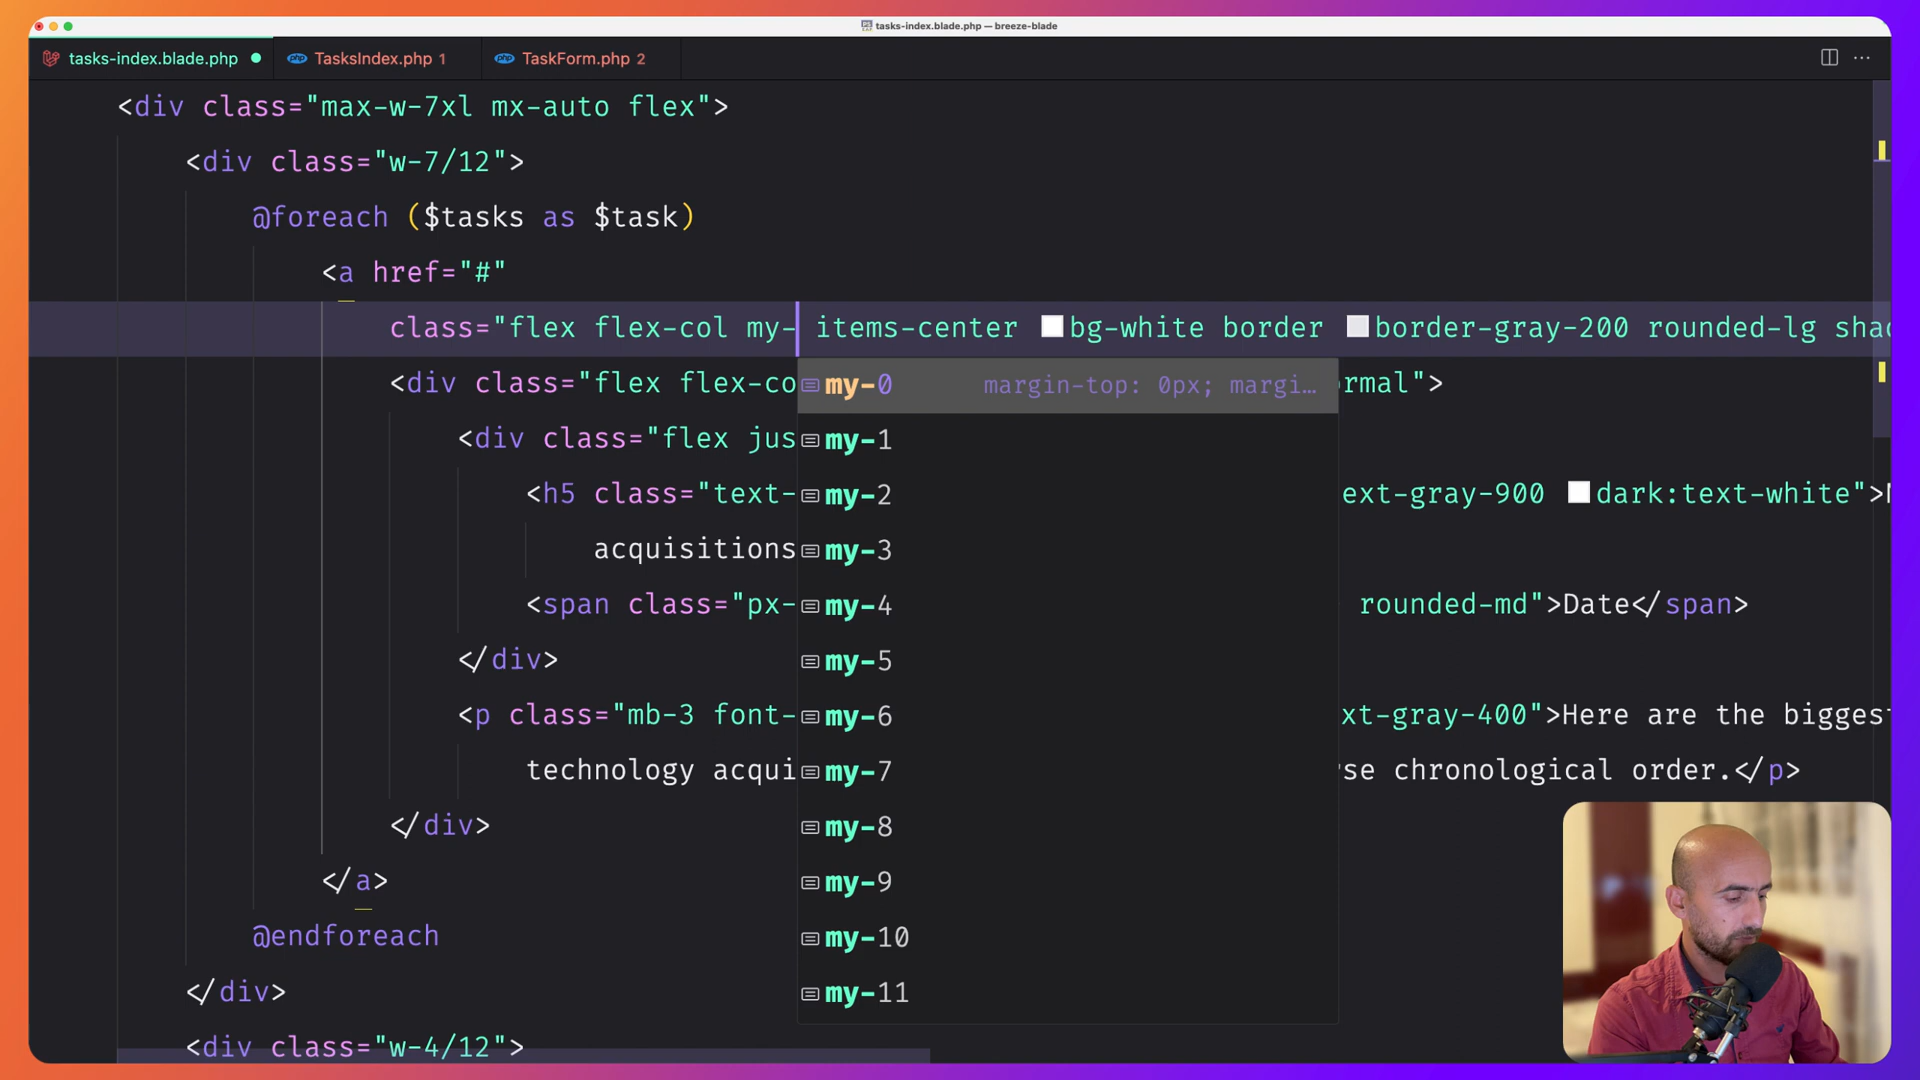 tasks-index.blade.php — breeze-blade
tasks-index.blade.php TasksIndex.php 1 TaskForm.php 2
<div class="max-w-7xl mx-auto flex">
<div class="w-7/12">
@foreach ($tasks as $task)
<a href="#"
class="flex flex-col my- items-center bg-white border border-gray-200 rounded-lg
<div class="flex flex-co rmal">
<div class="flex jus
<h5 class="text- ext-gray-900 dark:text-white">
acquisitions
<span class="px- rounded-md">Date</span>
</div>
<p class="mb-3 font- xt-gray-400">Here are the biggest
technology acqui rse chronological order.</p>
</div>
</a>
@endforeach
</div>
<div class="w-4/12">
my-0 margin-top: 0px; margi…
my-1
my-2
my-3
my-4
my-5
my-6
my-7
my-8
my-9
my-10
my-11